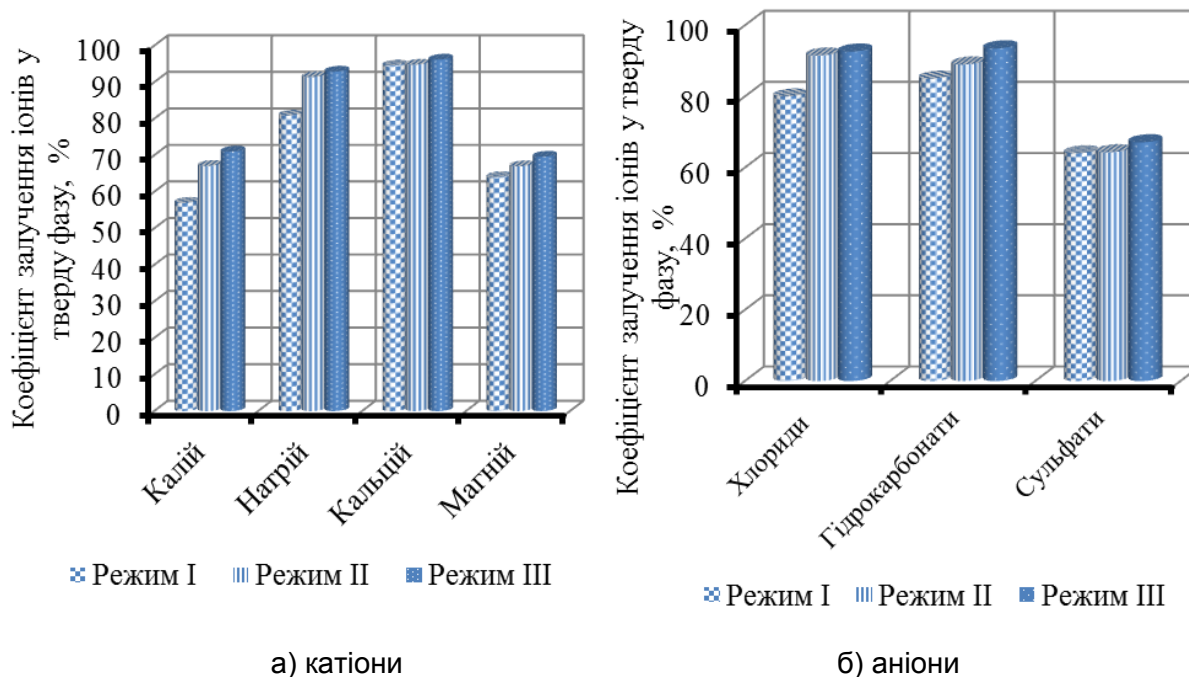 Коефіцієнт залучення іонів у
тверду фазу, %
100
90
80
70
60
50
40
30
20
10
0
Калій
Натрій
Кальцій
Магній
Режим I
Режим II
Режим III
а) катіони
Коефіцієнт залучення іонів у тверду
фазу, %
100
80
60
40
20
0
Хлориди
Гідрокарбонати
Сульфати
Режим I
Режим II
Режим III
б) аніони